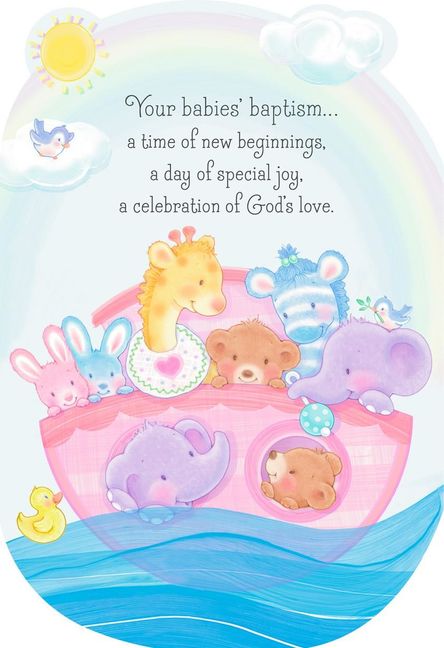 Your babies' baptism...
a time of new beginnings,
a day of special joy,
a celebration of God's love.